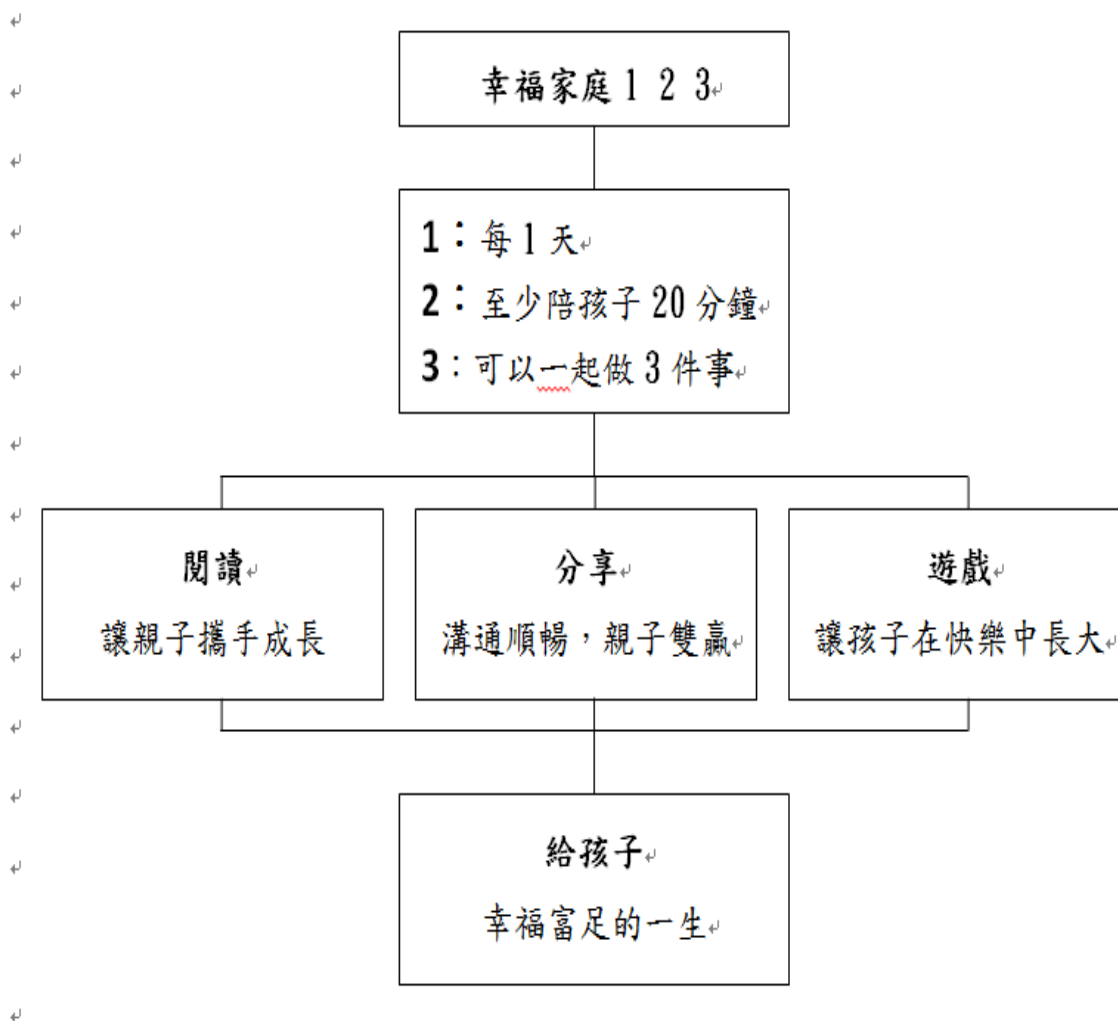 幸福家庭 1 2 3
1：每 1 天
2：至少陪孩子 20 分鐘
3：可以一起做 3 件事
閱讀
讓親子攜手成長
分享
溝通順暢，親子雙贏
遊戲
讓孩子在快樂中長大
給孩子
幸福富足的一生